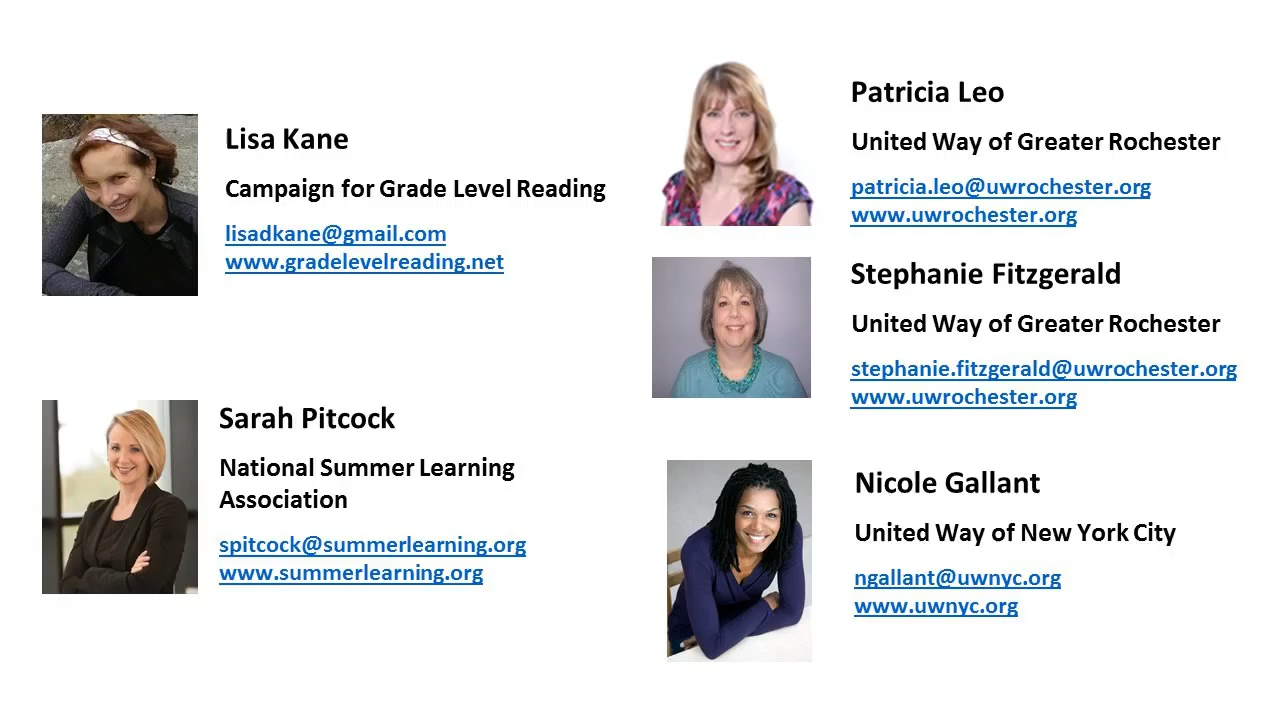 Lisa Kane
Campaign for Grade Level Reading
lisadkane@gmail.com
www.gradelevelreading.net
Sarah Pitcock
National Summer Learning
Association
spitcock@summerlearning.org
www.summerlearning.org
Patricia Leo
United Way of Greater Rochester
patricia.leo@uwrochester.org
www.uwrochester.org
Stephanie Fitzgerald
United Way of Greater Rochester
stephanie.fitzgerald@uwrochester.org
www.uwrochester.org
Nicole Gallant
United Way of New York City
ngallant@uwnyc.org
www.uwnyc.org